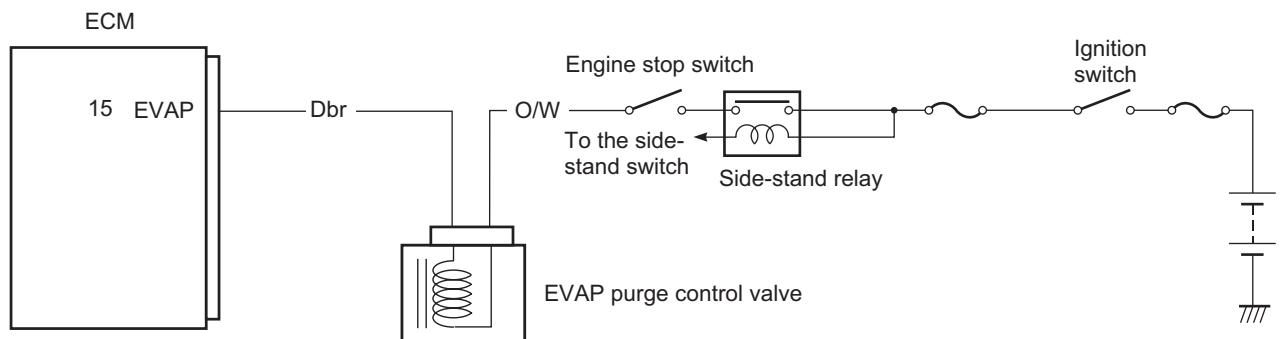 ECM
15 EVAP
Dbr
O/W
Engine stop switch
To the side-
stand switch
Side-stand relay
Ignition
switch
EVAP purge control valve